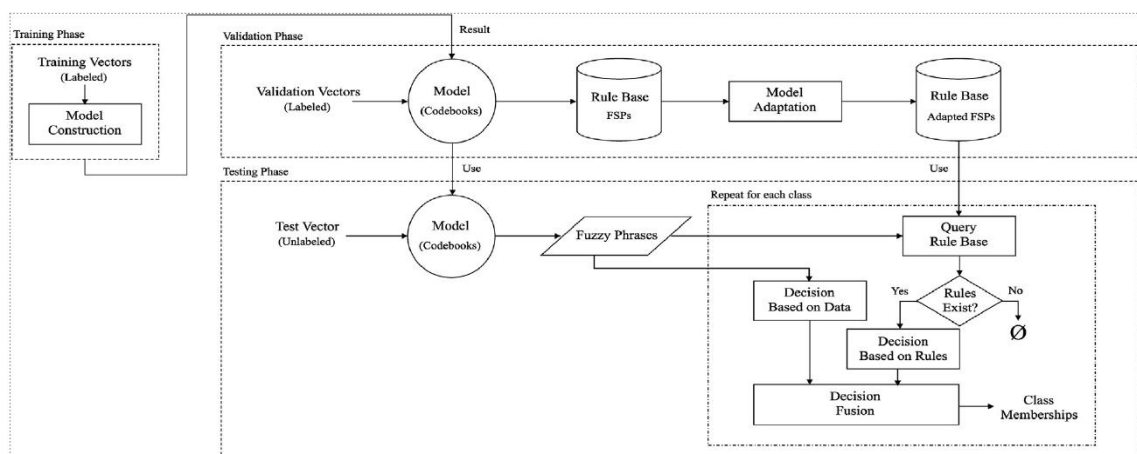 Training Phase
Training Vectors
(Labeled)
Model
Construction
Result
Validation Phase
Validation Vectors
(Labeled)
Model
(Codebooks)
Rule Base
FSPs
Model
Adaptation
Rule Base
Adapted FSPs
Use
Use
Testing Phase
Test Vector
(Unlabeled)
Model
(Codebooks)
Fuzzy Phrases
Repeat for each class
Query
Rule Base
Decision
Based on Data
Yes
Rules
Exist?
No
Ø
Decision
Based on Rules
Decision
Fusion
Class
Memberships